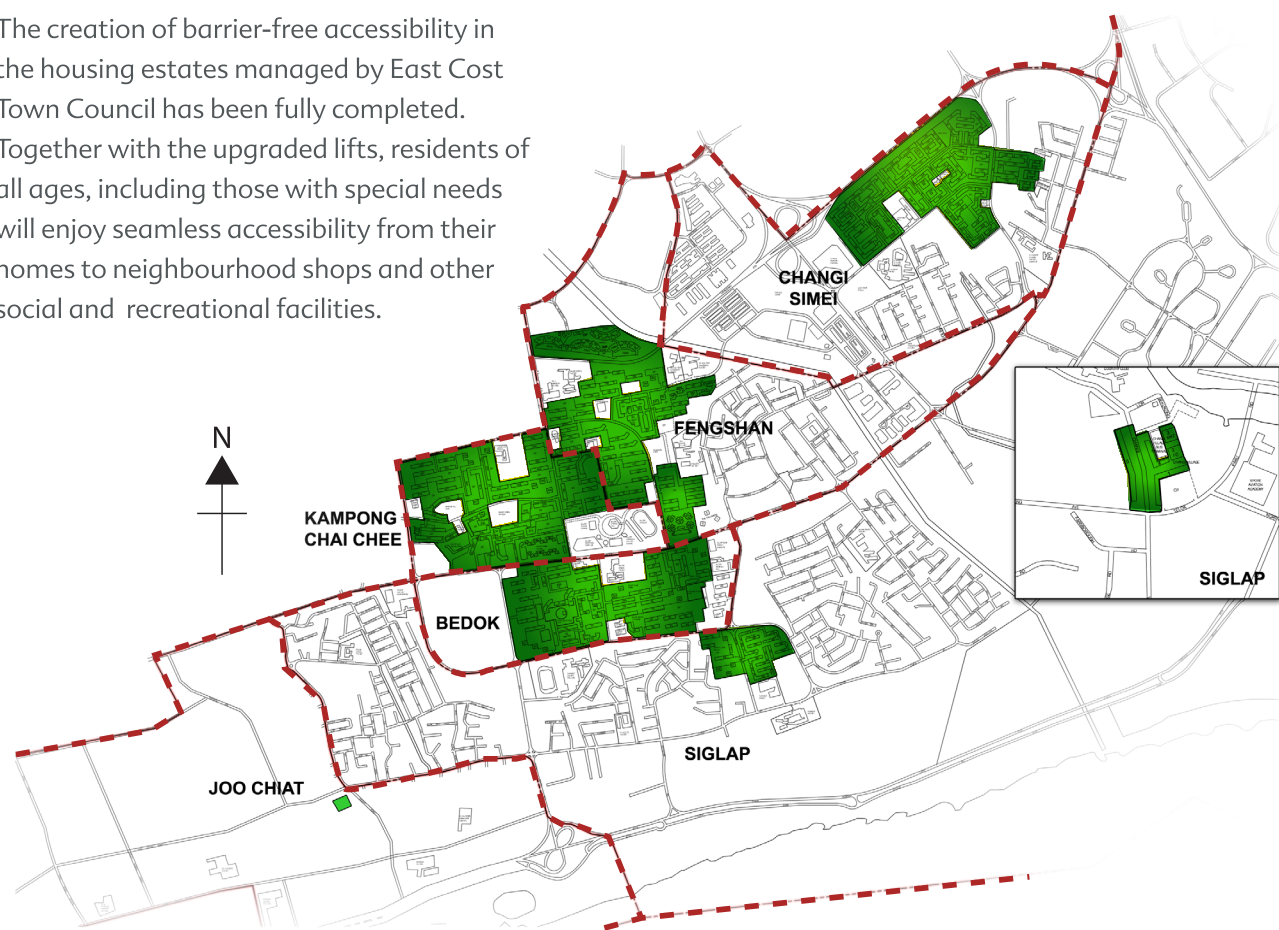 The creation of barrier-free accessibility in
the housing estates managed by East Cost
Town Council has been fully completed.
Together with the upgraded lifts, residents of
all ages, including those with special needs
will enjoy seamless accessibility from their
homes to neighbourhood shops and other
social and recreational facilities.
CHANGI
SIMEI
FENGSHAN
N
KAMPONG
CHAI CHEE
BEDOK
SIGLAP
SIGLAP
JOO CHIAT